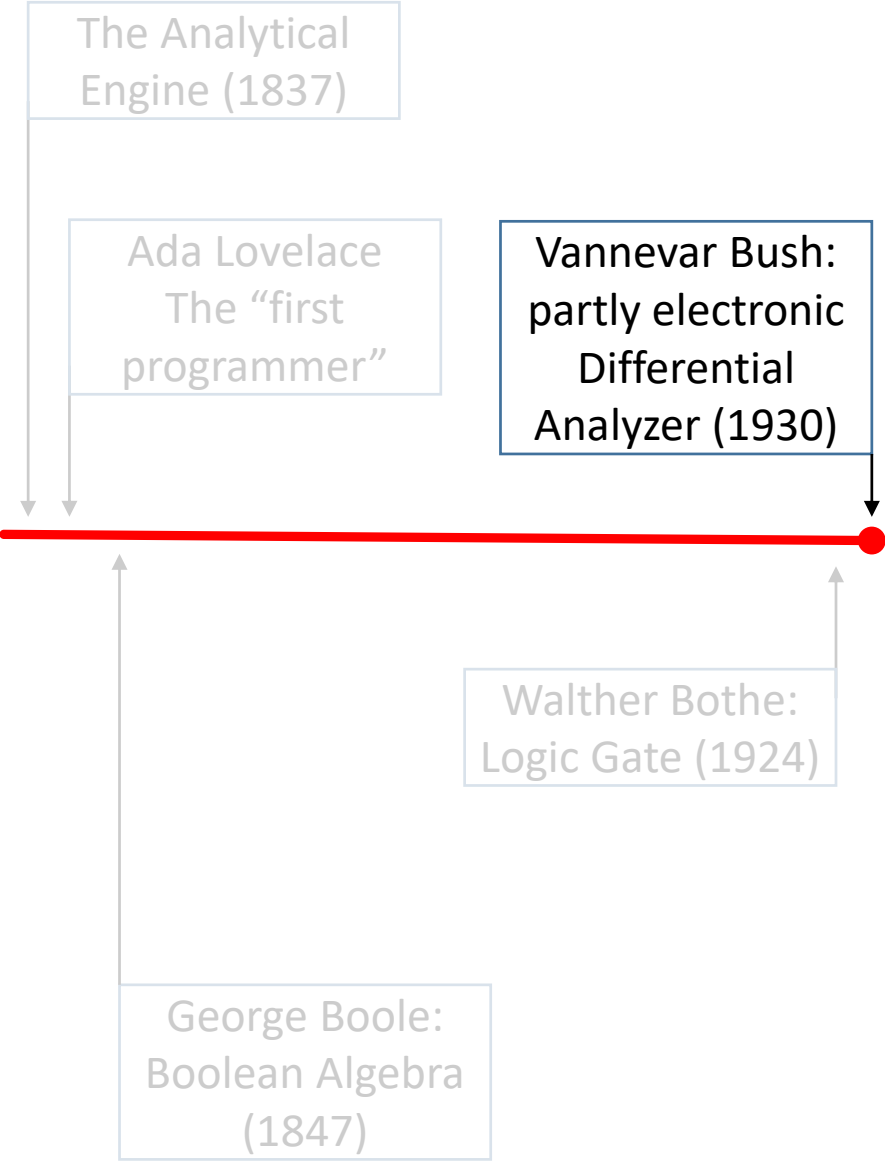 The Analytical
Engine (1837)
Ada Lovelace
The “first
programmer”
Vannevar Bush:
partly electronic
Differential
Analyzer (1930)
Walther Bothe:
Logic Gate (1924)
George Boole:
Boolean Algebra
(1847)